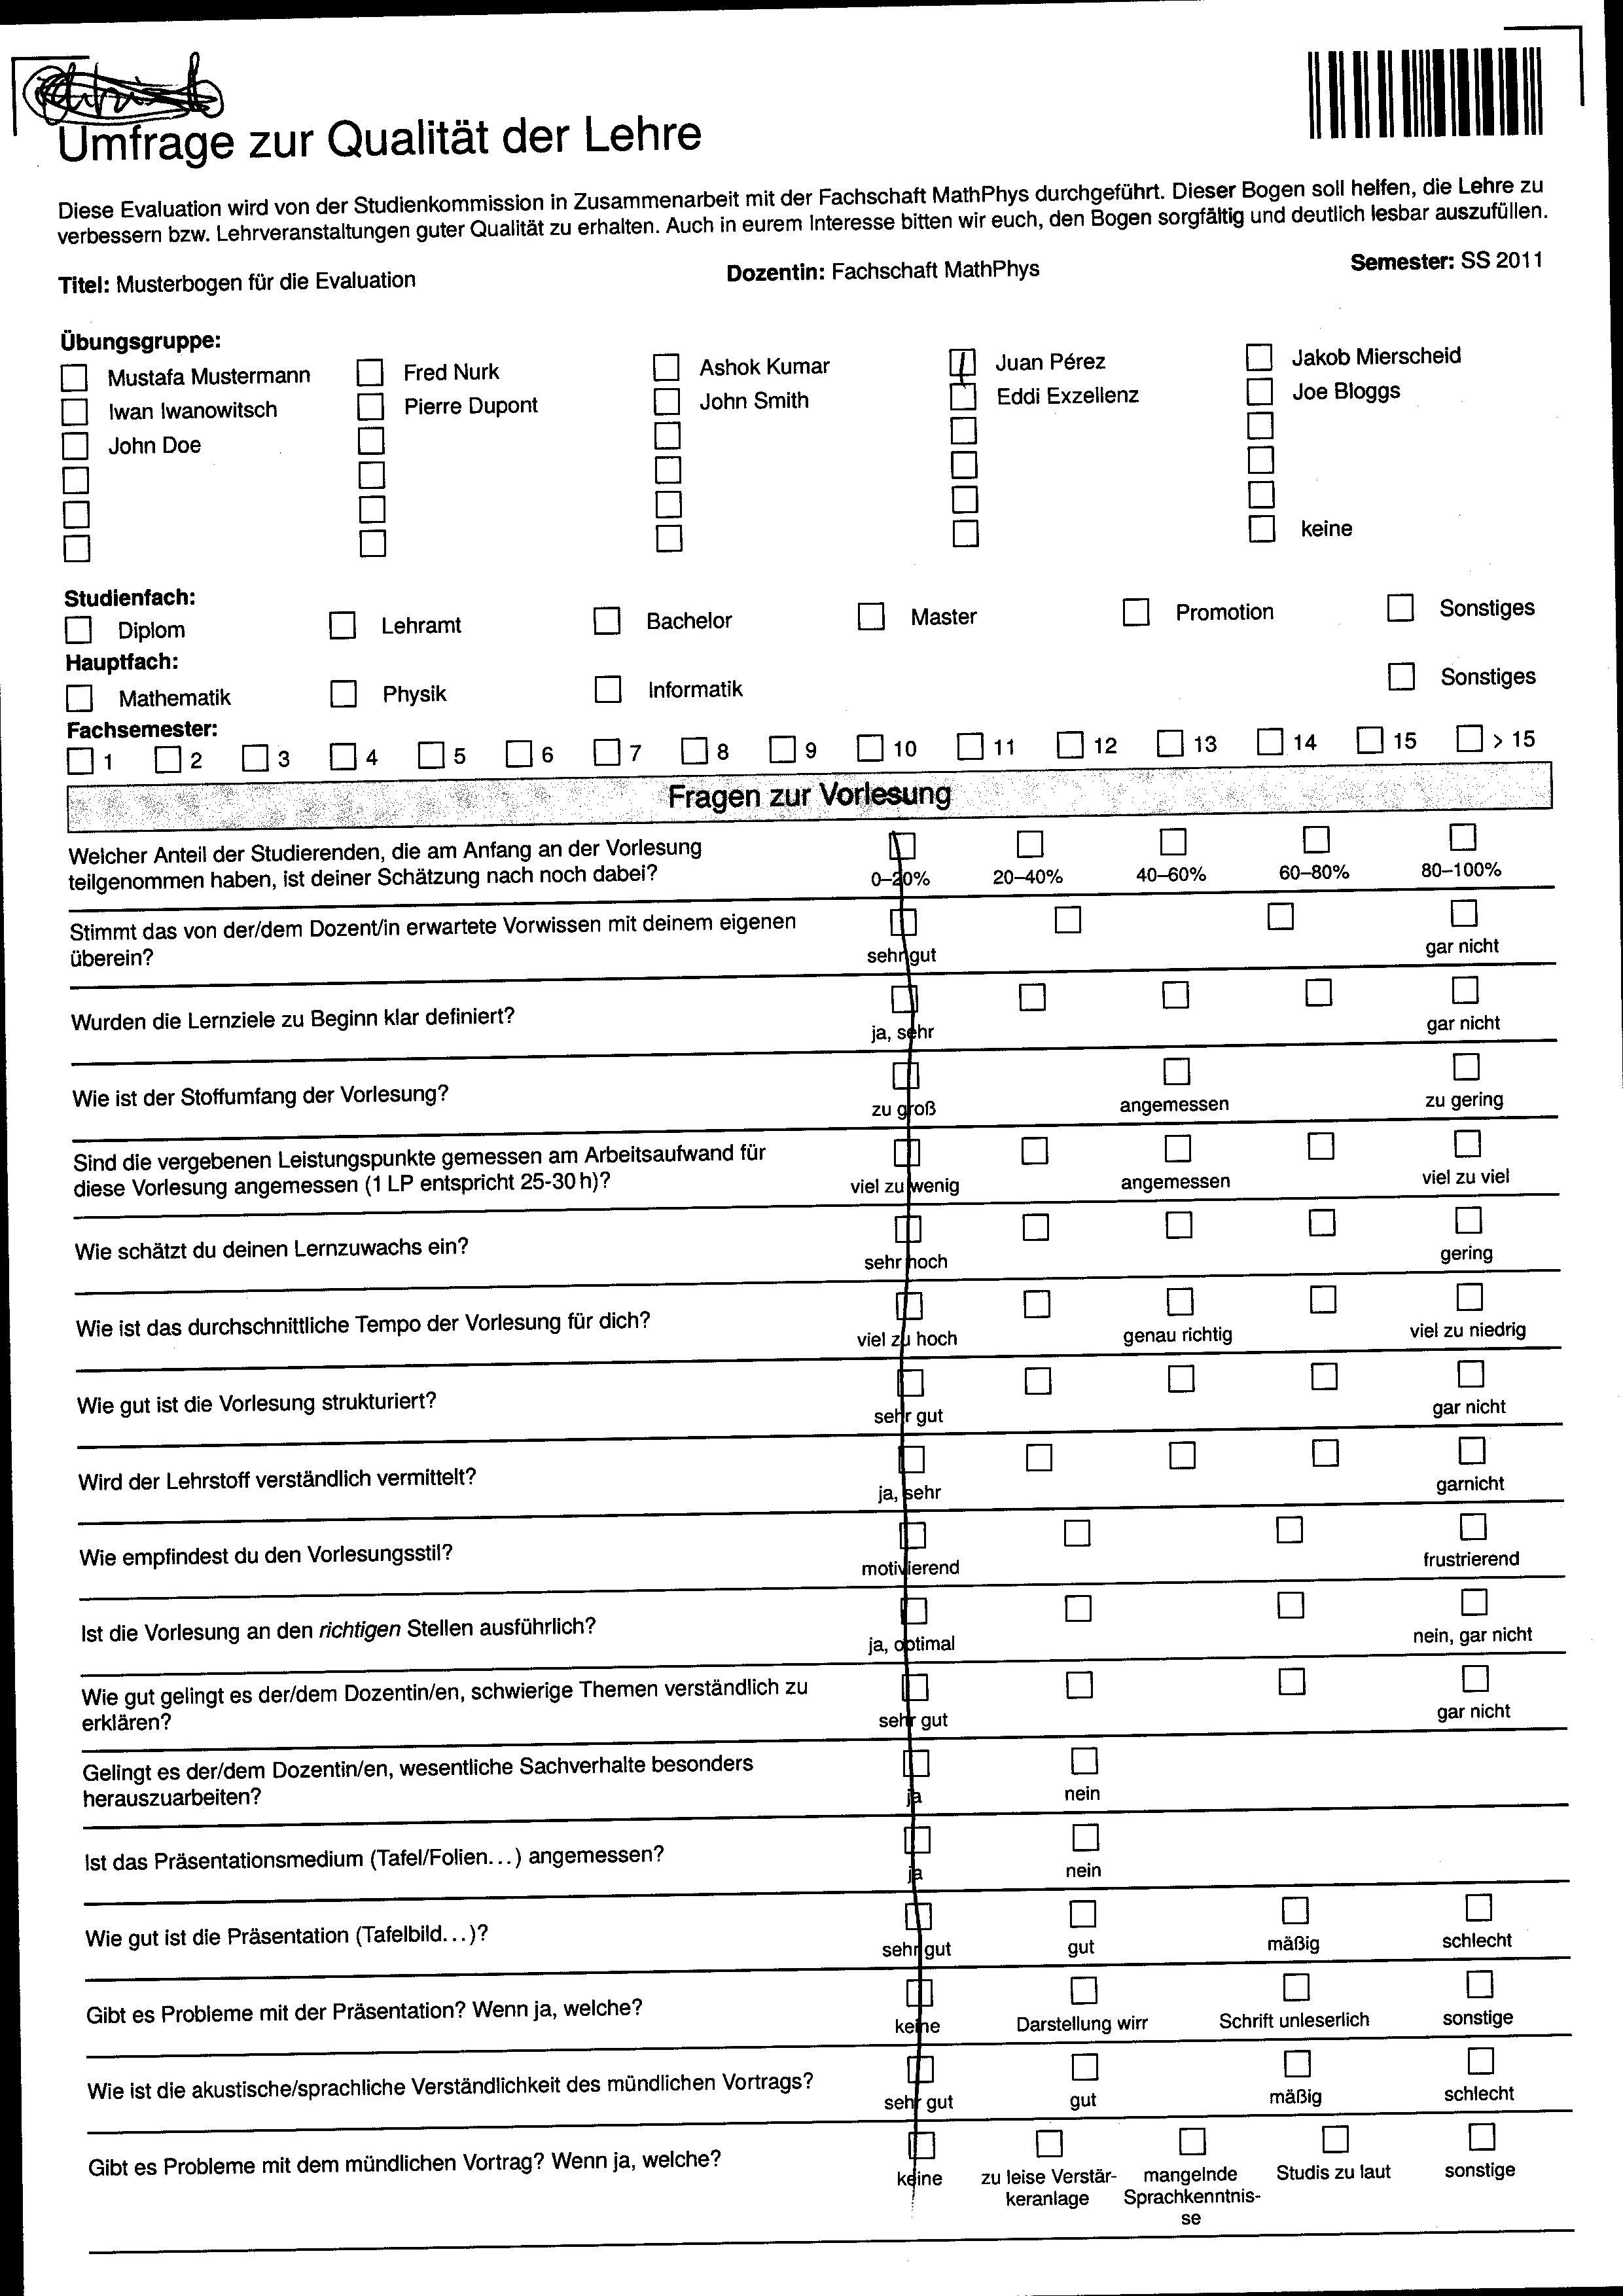 Umfrage zur Qualität der Lehre
Diese Evaluation wird von der Studienkommission in Zusammenarbeit mit der Fachschaft MathPhys durchgeführt. Dieser Bogen soll helfen, die Lehre zu
verbessern bzw. Lehrveranstaltungen guter Qualität zu erhalten. Auch in eurem Interesse bitten wir euch, den Bogen sorgfältig und deutlich lesbar auszufüllen.
Titel: Musterbogen für die Evaluation Dozentin: Fachschaft MathPhys Semester: SS 2011
Übungsgruppe:
Mustafa Mustermann Fred Nurk Ashok Kumar Juan Pérez Jakob Mierscheid
Iwan Iwanowitsch Pierre Dupont John Smith Eddi Exzellenz Joe Bloggs
John Doe
keine
Studienfach:
Diplom Lehramt Bachelor Master Promotion Sonstiges
Hauptfach:
Mathematik Physik Informatik Sonstiges
Fachsemester:
1 2 3 4 5 6 7 8 9 10 11 12 13 14 15 > 15
Fragen zur Vorlesung
Welcher Anteil der Studierenden, die am Anfang an der Vorlesung
teilgenommen haben, ist deiner Schätzung nach noch dabei?
0–20% 20–40% 40–60% 60–80% 80–100%
Stimmt das von der/dem Dozent/in erwartete Vorwissen mit deinem eigenen
überein?
sehr gut gar nicht
Wurden die Lernziele zu Beginn klar definiert?
ja, sehr gar nicht
Wie ist der Stoffumfang der Vorlesung?
zu groß angemessen zu gering
Sind die vergebenen Leistungspunkte gemessen am Arbeitsaufwand für
diese Vorlesung angemessen (1 LP entspricht 25-30 h)?
viel zu wenig angemessen viel zu viel
Wie schätzt du deinen Lernzuwachs ein?
sehr hoch gering
Wie ist das durchschnittliche Tempo der Vorlesung für dich?
viel zu hoch genau richtig viel zu niedrig
Wie gut ist die Vorlesung strukturiert?
sehr gut gar nicht
Wird der Lehrstoff verständlich vermittelt?
ja, sehr garnicht
Wie empfindest du den Vorlesungsstil?
motivierend frustrierend
Ist die Vorlesung an den richtigen Stellen ausführlich?
ja, optimal nein, gar nicht
Wie gut gelingt es der/dem Dozentin/en, schwierige Themen verständlich zu
erklären?
sehr gut gar nicht
Gelingt es der/dem Dozentin/en, wesentliche Sachverhalte besonders
herauszuarbeiten?
ja nein
Ist das Präsentationsmedium (Tafel/Folien...) angemessen?
ja nein
Wie gut ist die Präsentation (Tafelbild...)?
sehr gut gut mäßig schlecht
Gibt es Probleme mit der Präsentation? Wenn ja, welche?
keine Darstellung wirr Schrift unleserlich sonstige
Wie ist die akustische/sprachliche Verständlichkeit des mündlichen Vortrags?
sehr gut gut mäßig schlecht
Gibt es Probleme mit dem mündlichen Vortrag? Wenn ja, welche?
keine zu leise Verstär- mangelnde Studis zu laut sonstige
keranlage Sprachkenntnis-
se